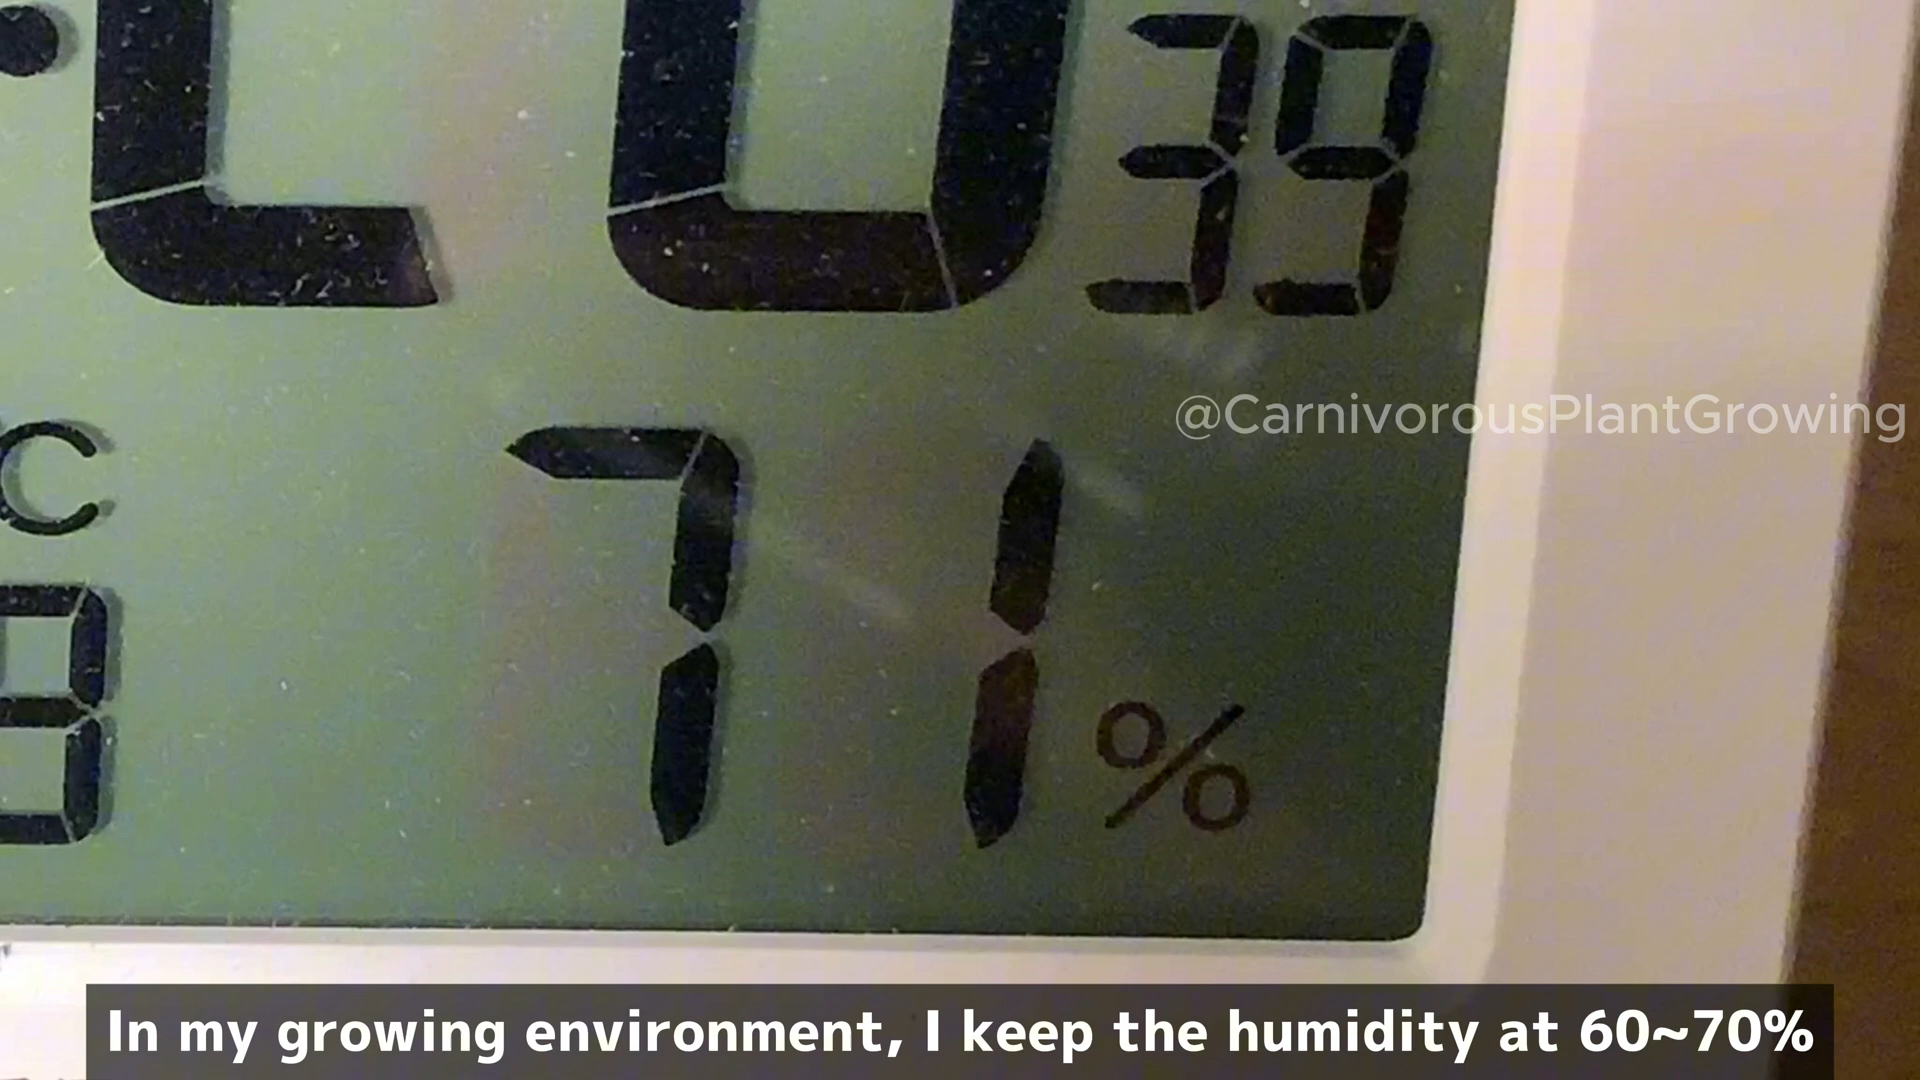 39
@CarnivorousPlantGrowing
C
71%
In my growing environment, I keep the humidity at 60~70%